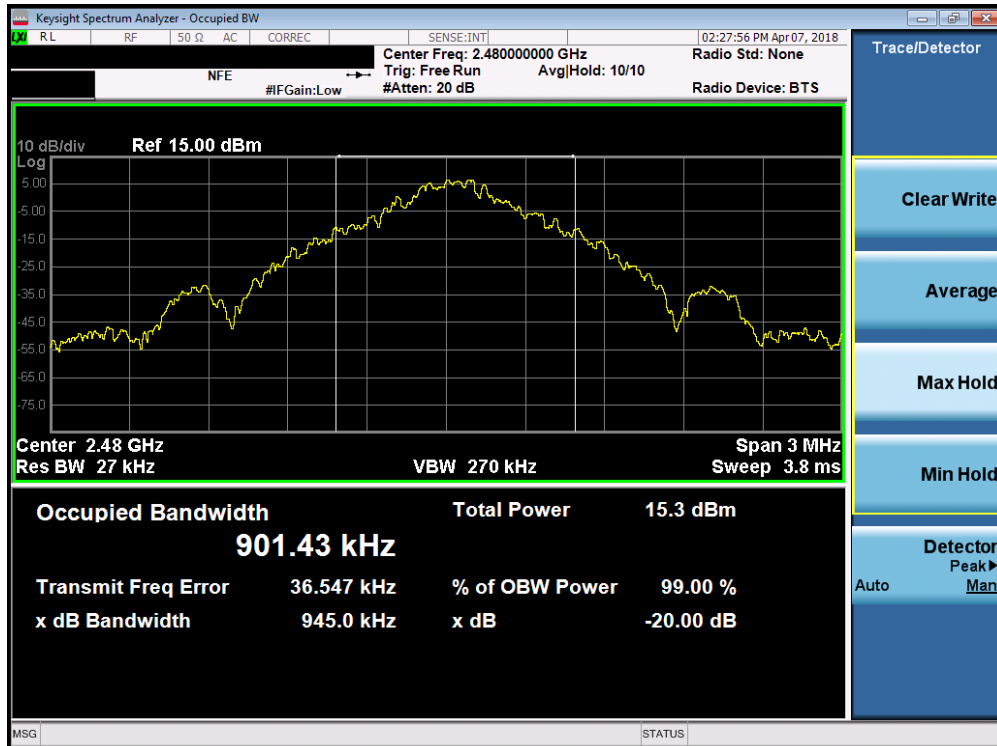 Keysight Spectrum Analyzer - Occupied BW
LXI RL RF 50 Ω AC CORREC SENSE:INT 02:27:56 PM Apr 07, 2018
Center Freq: 2.480000000 GHz Radio Std: None
NFE Trig: Free Run Avg|Hold: 10/10
#IFGain:Low #Atten: 20 dB Radio Device: BTS
Trace/Detector
10 dB/div Ref 15.00 dBm
Log
5.00
-5.00
-15.0
-25.0
-35.0
-45.0
-55.0
-65.0
-75.0
Center 2.48 GHz Span 3 MHz
Res BW 27 kHz VBW 270 kHz Sweep 3.8 ms
Occupied Bandwidth Total Power 15.3 dBm
901.43 kHz
Transmit Freq Error 36.547 kHz % of OBW Power 99.00 %
x dB Bandwidth 945.0 kHz x dB -20.00 dB
Clear Write
Average
Max Hold
Min Hold
Detector
Peak▶
Auto Man
MSG STATUS